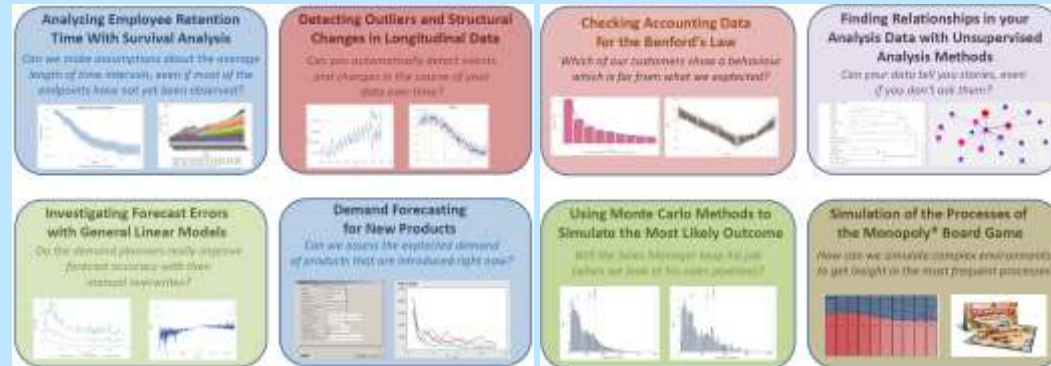 Analyzing Employee Retention
Time With Survival Analysis
Can we make assumptions about the average
length of time intervals, even if most of the
endpoints have not yet been observed?
Detecting Outliers and Structural
Changes in Longitudinal Data
Can you automatically detect events
and changes in the course of your
data over time?
Checking Accounting Data
for the Benford's Law
Which of our customers show a behaviour
which is far from what we expected?
Finding Relationships in your
Analysis Data with Unsupervised
Analysis Methods
Can your data tell you stories, even
if you don't ask them?
Investigating Forecast Errors
with General Linear Models
Do the demand planners really improve
forecast accuracy with their
manual overwrites?
Demand Forecasting
for New Products
Can we assess the expected demand
of products that are introduced right now?
Using Monte Carlo Methods to
Simulate the Most Likely Outcome
Will the Sales Manager keep his job
(when we look at his sales pipeline)?
Simulation of the Processes of
the Monopoly® Board Game
How can we simulate complex environments
to get insight in the most frequent processes?